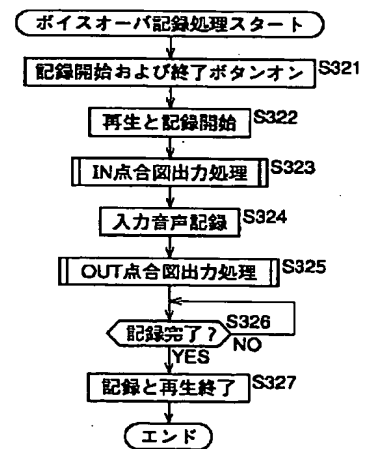 ボイスオーバ記録処理スタート
記録開始および終了ボタンオン S321
再生と記録開始 S322
IN点合図出力処理 S323
入力音声記録 S324
OUT点合図出力処理 S325
記録完了? S326
YES NO
記録と再生終了 S327
エンド